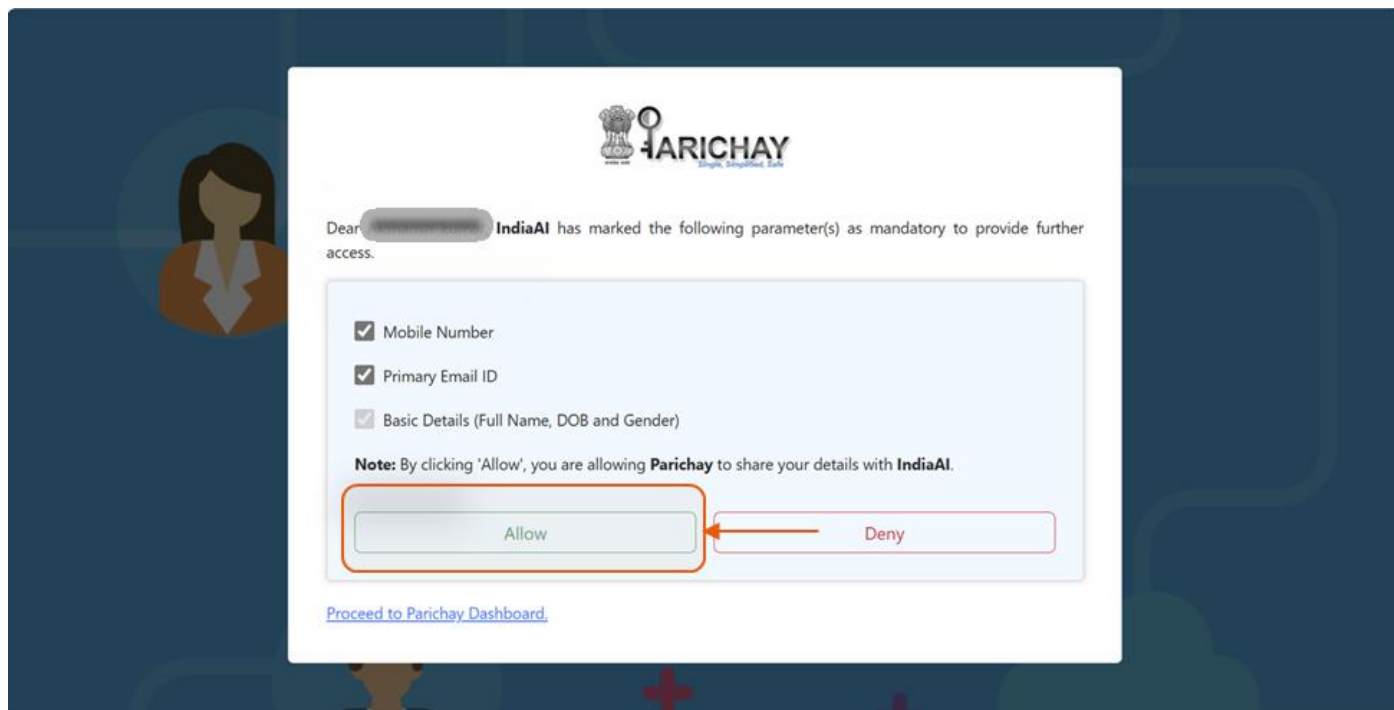 PARICHAY
Single, Simplified, Safe
Dear IndiaAI has marked the following parameter(s) as mandatory to provide further
access.
Mobile Number
Primary Email ID
Basic Details (Full Name, DOB and Gender)
Note: By clicking 'Allow', you are allowing Parichay to share your details with IndiaAI.
Allow
Deny
Proceed to Parichay Dashboard.